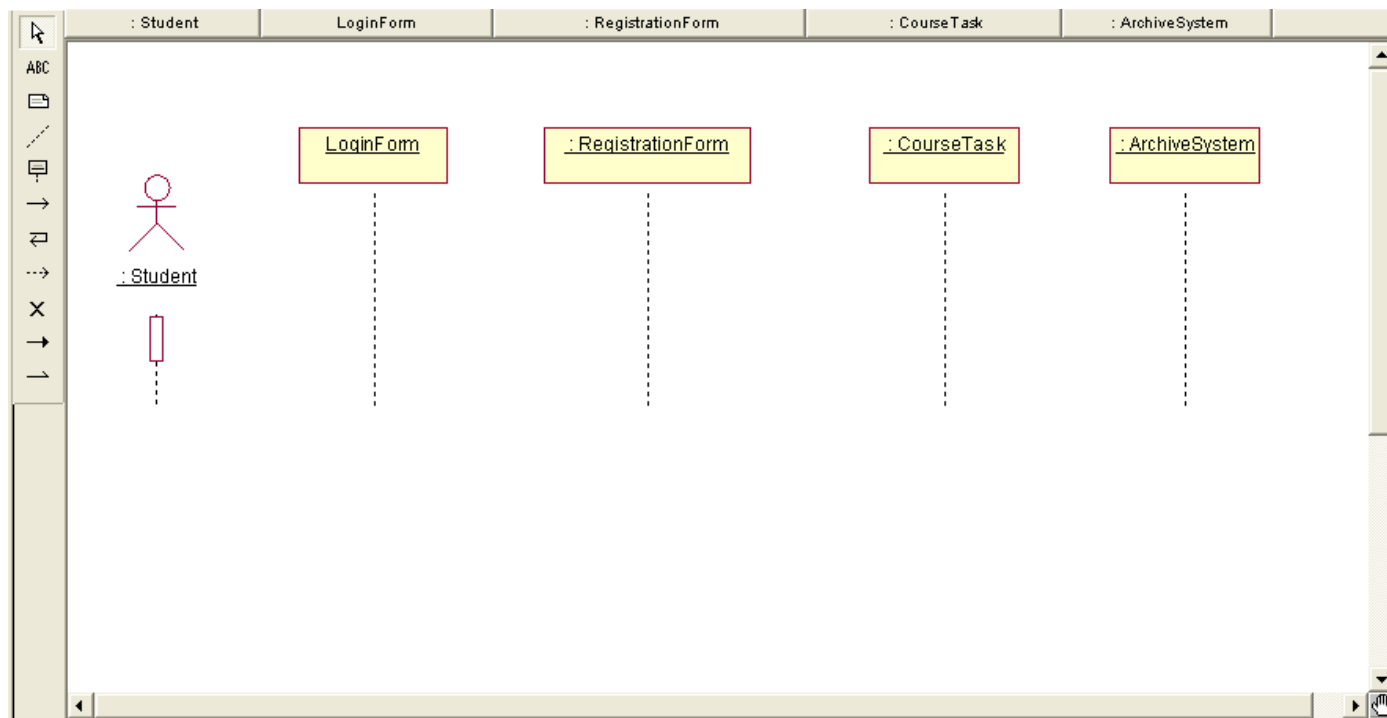 : Student LoginForm : RegistrationForm : CourseTask : ArchiveSystem
ABC
LoginForm : RegistrationForm : CourseTask : ArchiveSystem
: Student